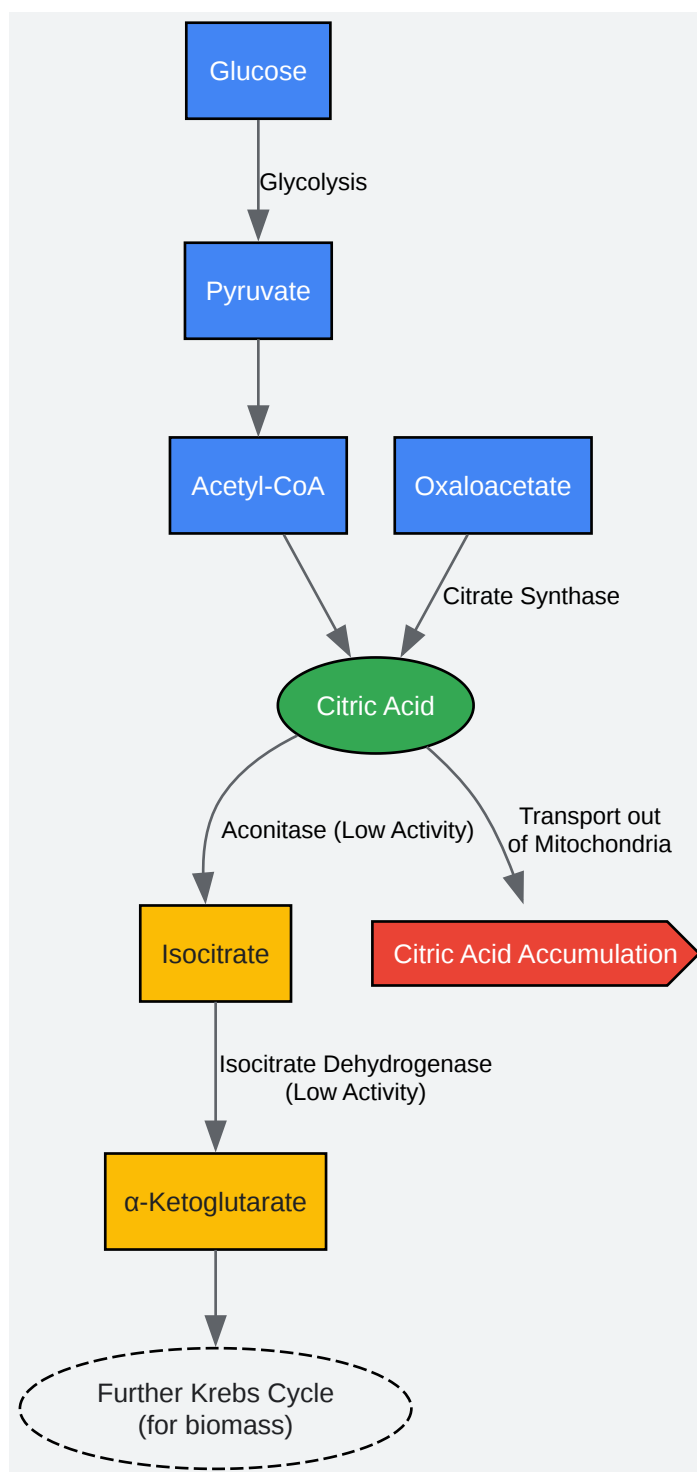 Glucose
Glycolysis
Pyruvate
Acetyl-CoA
Oxaloacetate
Citrate Synthase
Citric Acid
Aconitase (Low Activity)
Transport out
of Mitochondria
Isocitrate
Citric Acid Accumulation
Isocitrate Dehydrogenase
(Low Activity)
α-Ketoglutarate
Further Krebs Cycle
(for biomass)